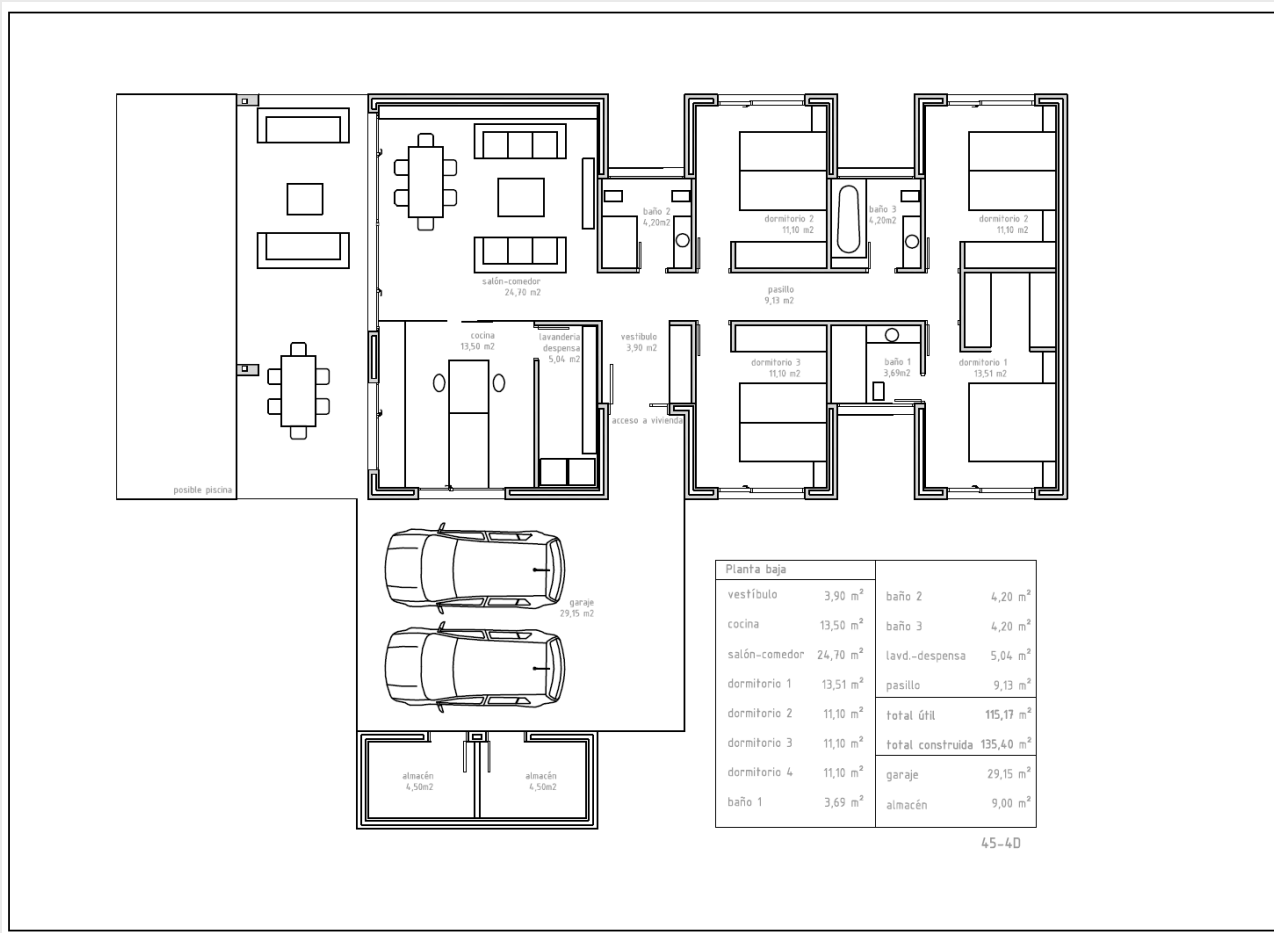 baño 2
4,20m2
baño 3
4,20m2
dormitorio 2
11,10 m2
dormitorio 2
11,10 m2
salón-comedor
24,70 m2
pasillo
9,13 m2
cocina
13,50 m2
lavanderia
despensa
5,04 m2
vestíbulo
3,90 m2
dormitorio 3
11,10 m2
baño 1
3,69m2
dormitorio 1
13,51 m2
acceso a vivienda
posible piscina
garaje
29,15 m2
almacén
4,50m2
almacén
4,50m2
Planta baja
vestíbulo 3,90 m²
cocina 13,50 m²
salón-comedor 24,70 m²
dormitorio 1 13,51 m²
dormitorio 2 11,10 m²
dormitorio 3 11,10 m²
dormitorio 4 11,10 m²
baño 1 3,69 m²
baño 2 4,20 m²
baño 3 4,20 m²
lavd.-despensa 5,04 m²
pasillo 9,13 m²
total útil 115,17 m²
total construida 135,40 m²
garaje 29,15 m²
almacén 9,00 m²
45-4D